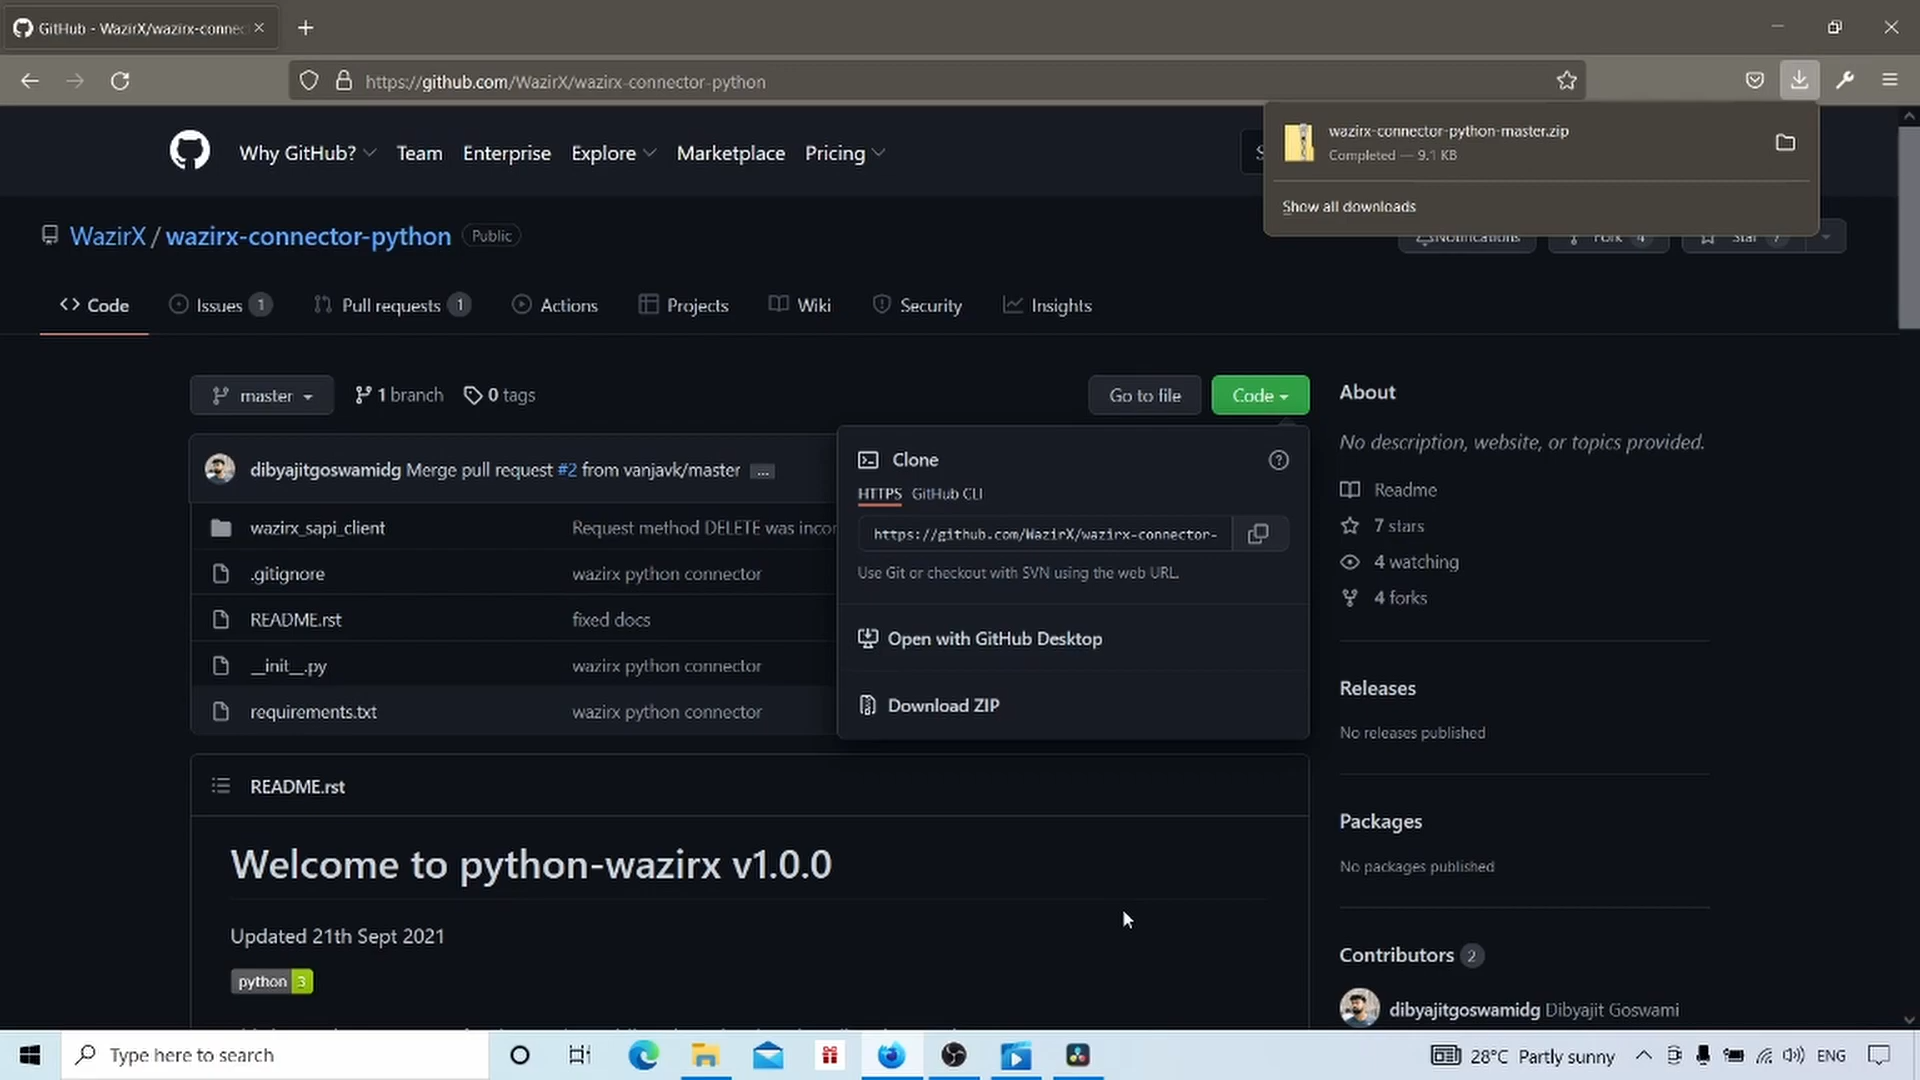 GitHub - WazirX/wazirx-connec
https://github.com/WazirX/wazirx-connector-python
wazirx-connector-python-master.zip
Completed — 9.1 KB
Show all downloads
Why GitHub?
Team
Enterprise
Explore
Marketplace
Pricing
WazirX / wazirx-connector-python
Public
Notifications
Fork 4
Star 7
Code
Issues 1
Pull requests 1
Actions
Projects
Wiki
Security
Insights
master
1 branch
0 tags
Go to file
Code
dibyajitgoswamidg Merge pull request #2 from vanjavk/master ...
wazirx_sapi_client
Request method DELETE was incor
.gitignore
wazirx python connector
README.rst
fixed docs
__init__.py
wazirx python connector
requirements.txt
wazirx python connector
Clone
HTTPS GitHub CLI
https://github.com/WazirX/wazirx-connector-
Use Git or checkout with SVN using the web URL.
Open with GitHub Desktop
Download ZIP
README.rst
Welcome to python-wazirx v1.0.0
Updated 21th Sept 2021
python 3
About
No description, website, or topics provided.
Readme
7 stars
4 watching
4 forks
Releases
No releases published
Packages
No packages published
Contributors 2
dibyajitgoswamidg Dibyajit Goswami
Type here to search
28°C Partly sunny
ENG